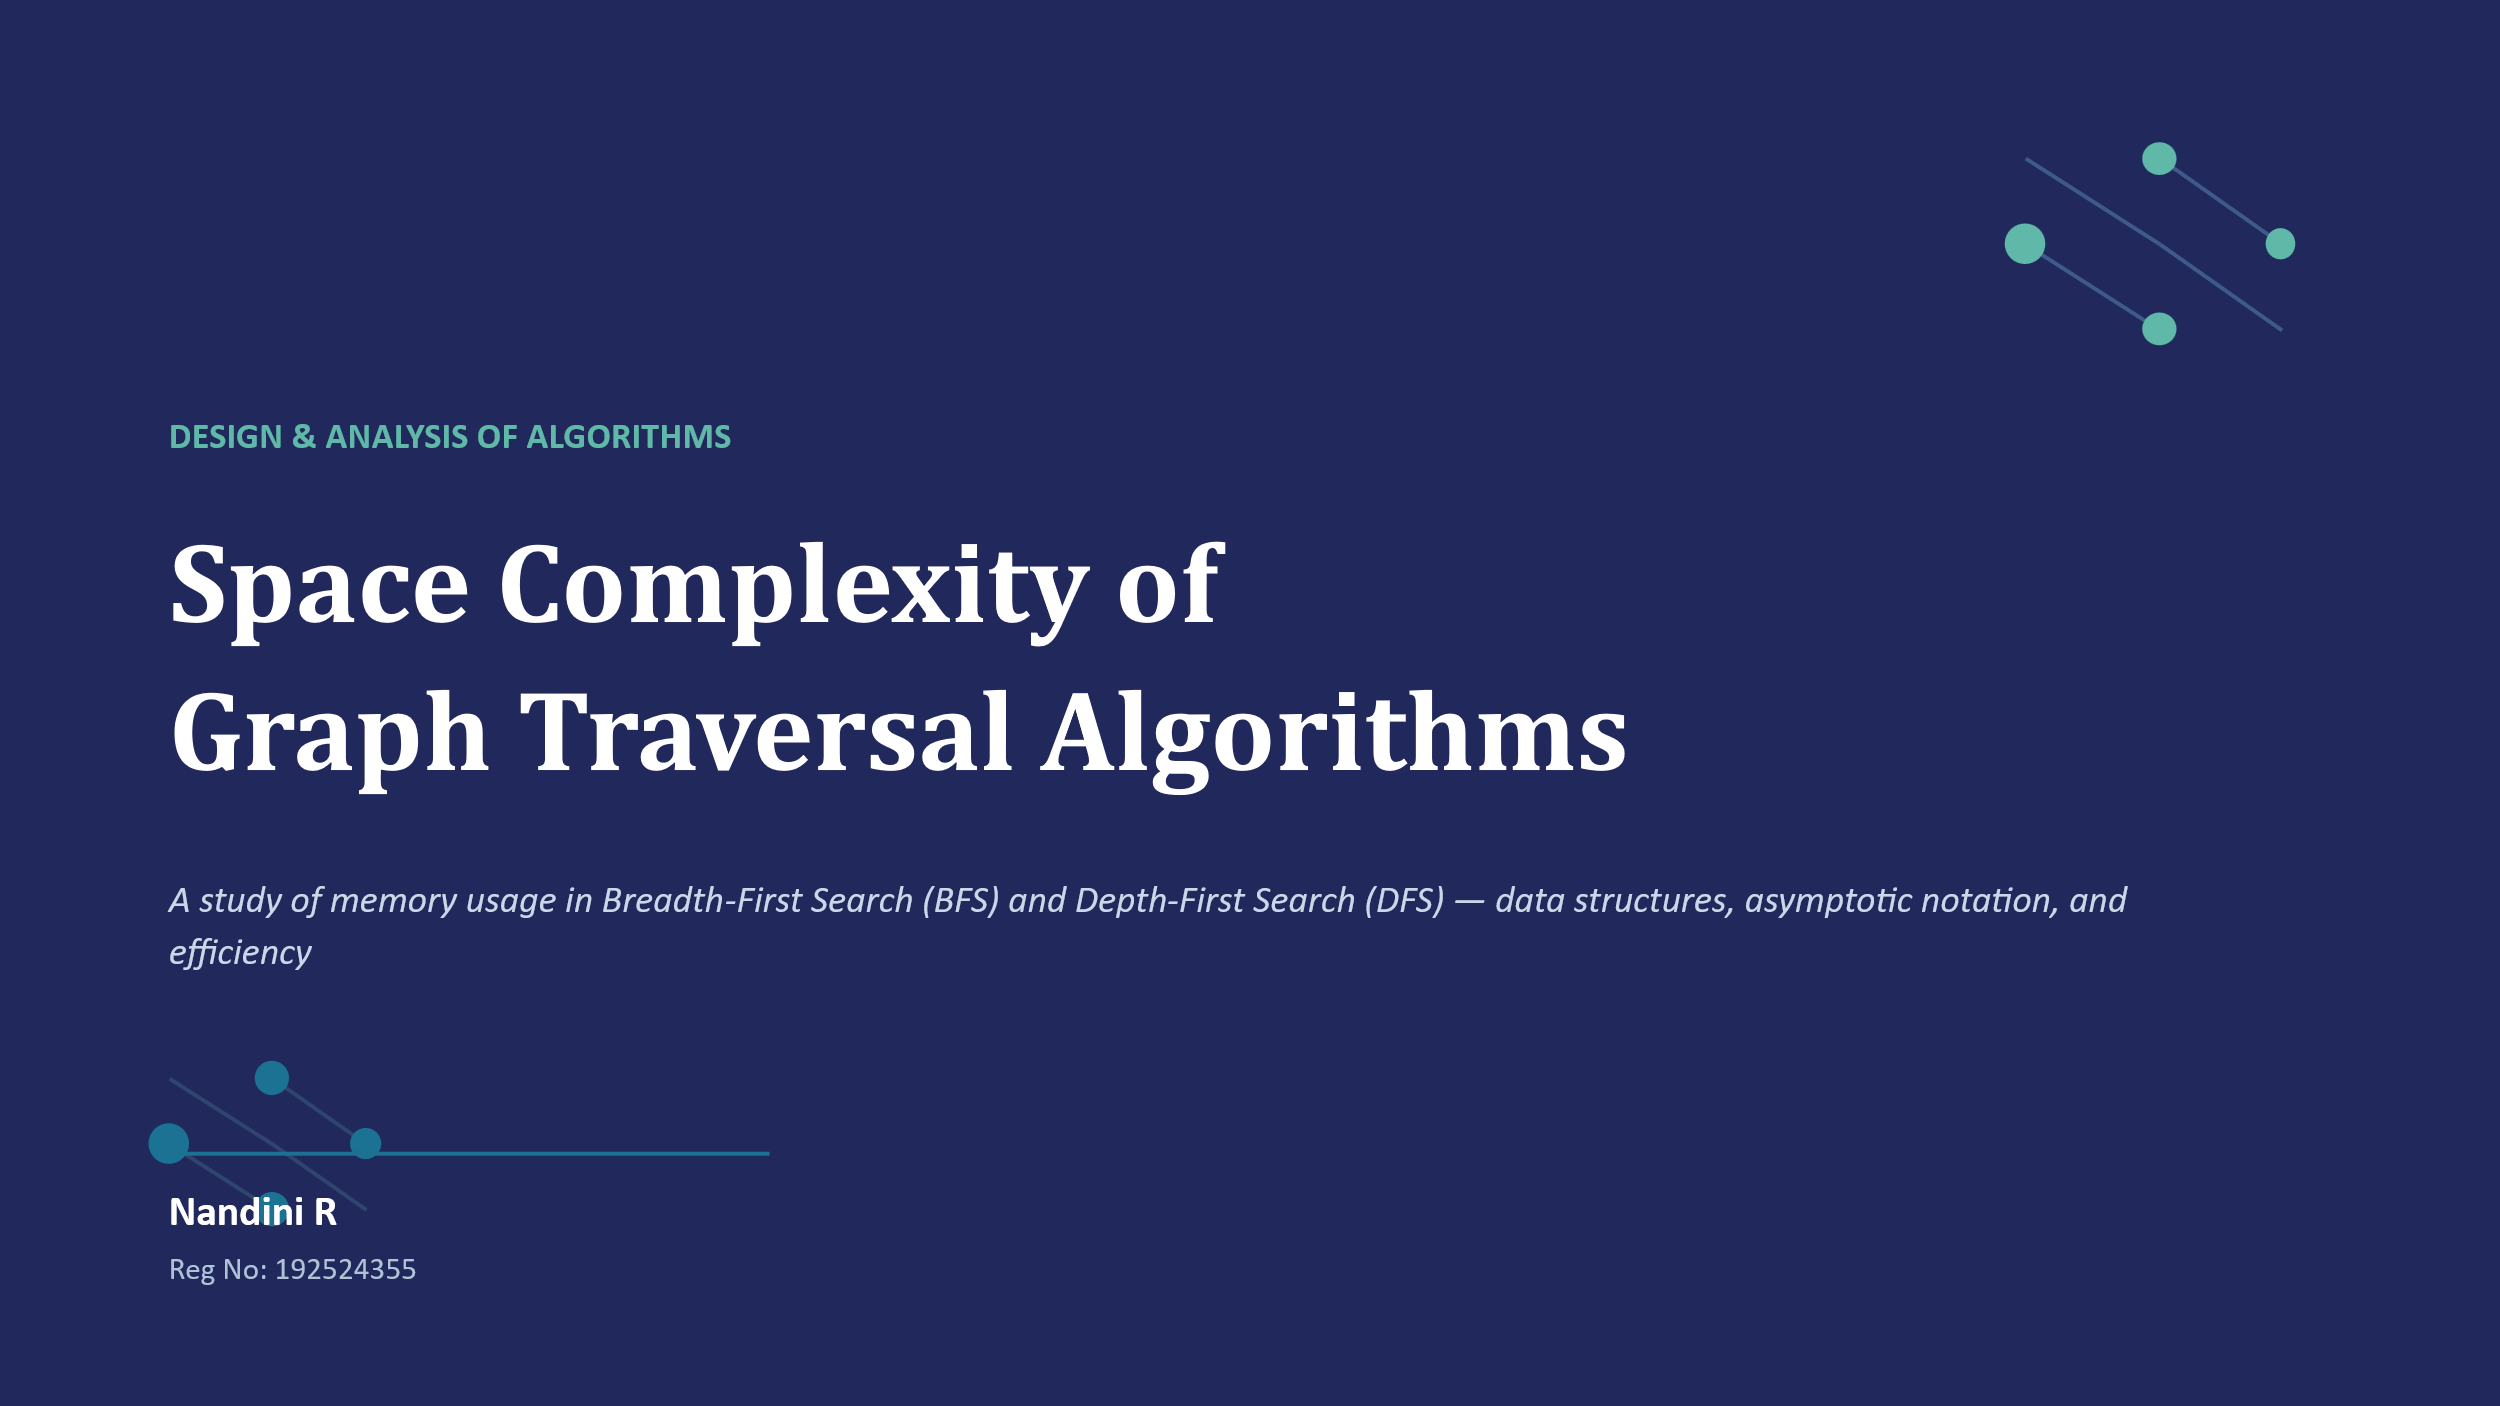 DESIGN & ANALYSIS OF ALGORITHMS
Space Complexity of
Graph Traversal Algorithms
A study of memory usage in Breadth-First Search (BFS) and Depth-First Search (DFS) — data structures, asymptotic notation, and
efficiency
Nandini R
Reg No: 192524355